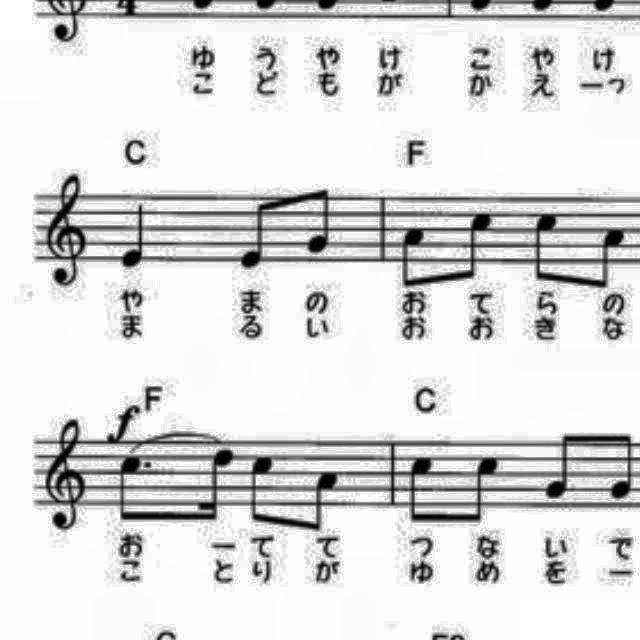 4
ゆ う や け こ や け
こ ど も が か え ーっ
C F
や ま の お て ら の
ま る い お お き な
f F C
お ー て て つ な い で
こ と り が ゆ め を ー